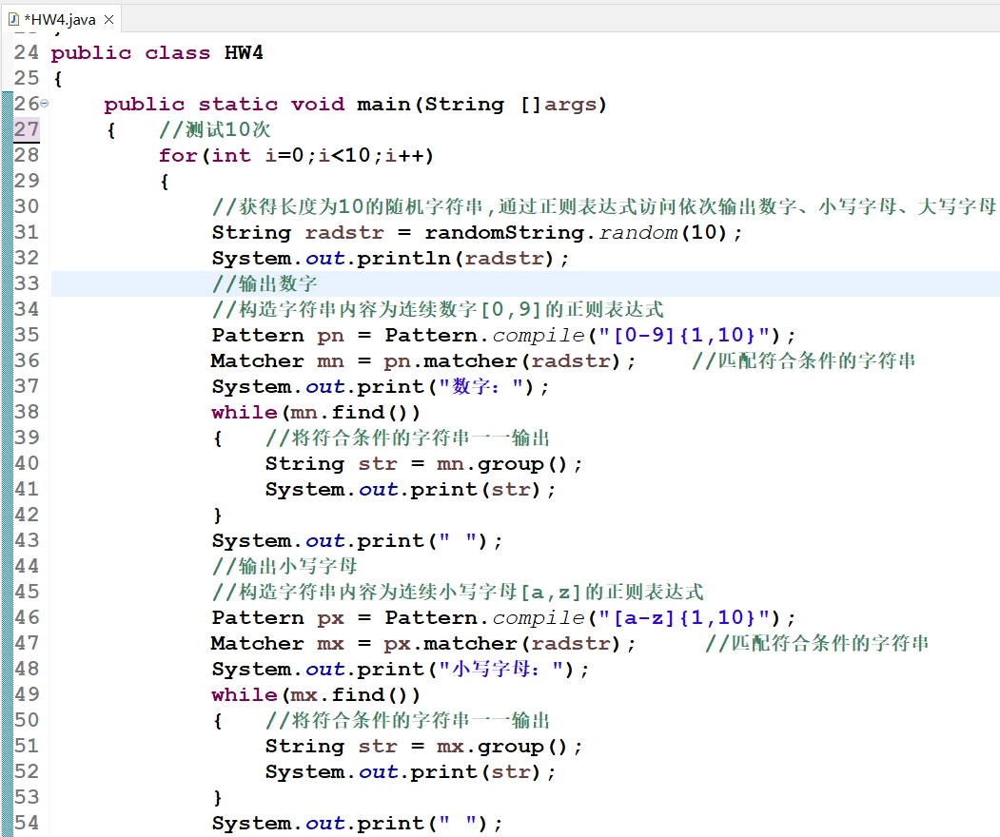 *HW4.java
24 public class HW4
25 {
26 public static void main(String []args)
27 { //测试10次
28 for(int i=0;i<10;i++)
29 {
30 //获得长度为10的随机字符串,通过正则表达式访问依次输出数字、小写字母、大写字母
31 String radstr = randomString.random(10);
32 System.out.println(radstr);
33 //输出数字
34 //构造字符串内容为连续数字[0,9]的正则表达式
35 Pattern pn = Pattern.compile("[0-9]{1,10}");
36 Matcher mn = pn.matcher(radstr); //匹配符合条件的字符串
37 System.out.print("数字：");
38 while(mn.find())
39 { //将符合条件的字符串一一输出
40 String str = mn.group();
41 System.out.print(str);
42 }
43 System.out.print(" ");
44 //输出小写字母
45 //构造字符串内容为连续小写字母[a,z]的正则表达式
46 Pattern px = Pattern.compile("[a-z]{1,10}");
47 Matcher mx = px.matcher(radstr); //匹配符合条件的字符串
48 System.out.print("小写字母：");
49 while(mx.find())
50 { //将符合条件的字符串一一输出
51 String str = mx.group();
52 System.out.print(str);
53 }
54 System.out.print(" ");